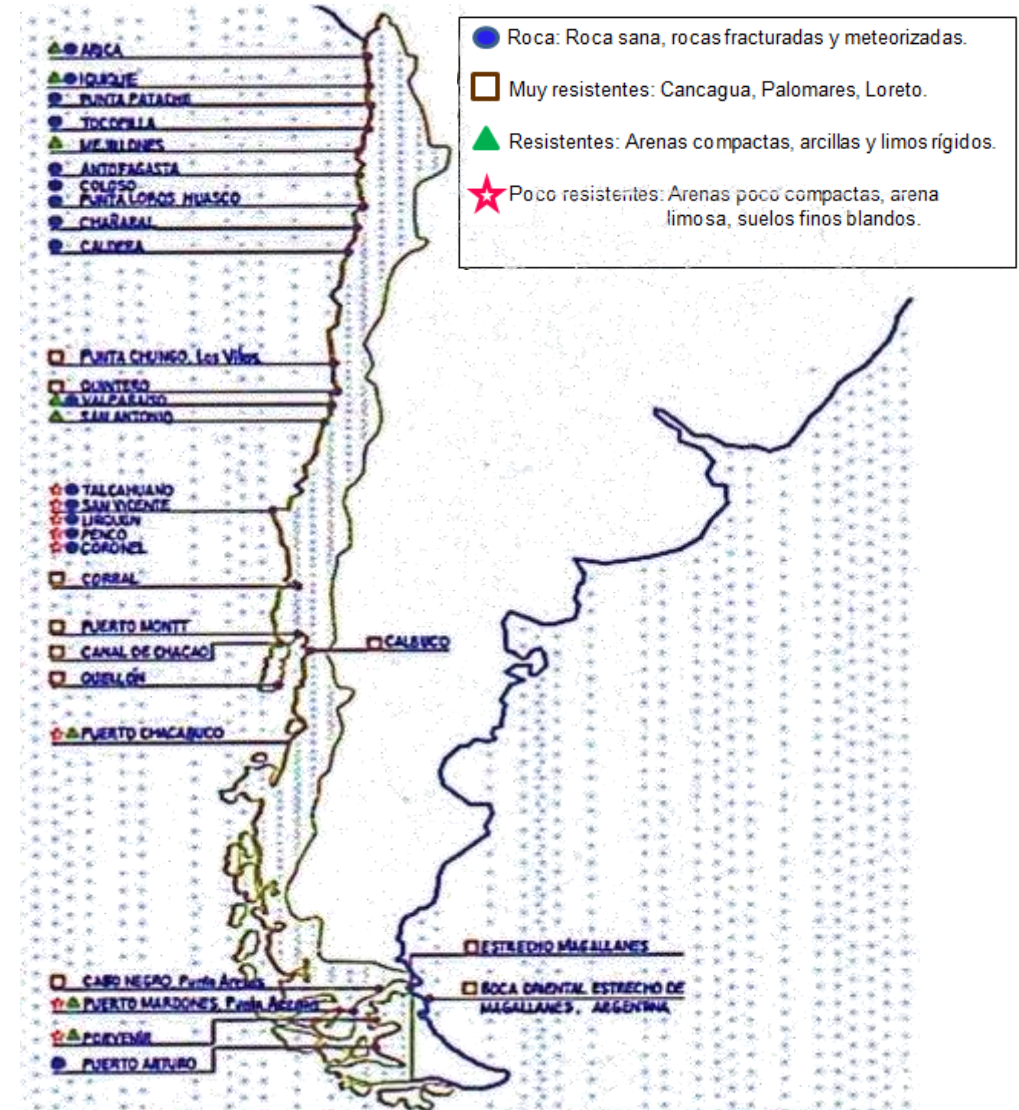 Roca: Roca sana, rocas fracturadas y meteorizadas.
Muy resistentes: Cancagua, Palomares, Loreto.
Resistentes: Arenas compactas, arcillas y limos rígidos.
Poco resistentes: Arenas poco compactas, arena
limosa, suelos finos blandos.
ARICA
IQUIQUE
PUNTA PATACHE
TOCOPILLA
MEJILLONES
ANTOFAGASTA
COLOSO
PUNTA LOBOS, HUASCO
CHAÑARAL
CALDERA
PUNTA CHUNGO, Los Vilos
QUINTERO
VALPARAISO
SAN ANTONIO
TALCAHUANO
SAN VICENTE
LIRQUEN
PENCO
CORONEL
CORRAL
PUERTO MONTT
CALBUCO
CANAL DE CHACAO
QUELLÓN
PUERTO CHACABUCO
ESTRECHO MAGALLANES
CABO NEGRO, Punta Arenas
BOCA ORIENTAL ESTRECHO DE
MAGALLANES, ARGENTINA
PUERTO MARDONES, Punta Arenas
PORVENIR
PUERTO ARTURO